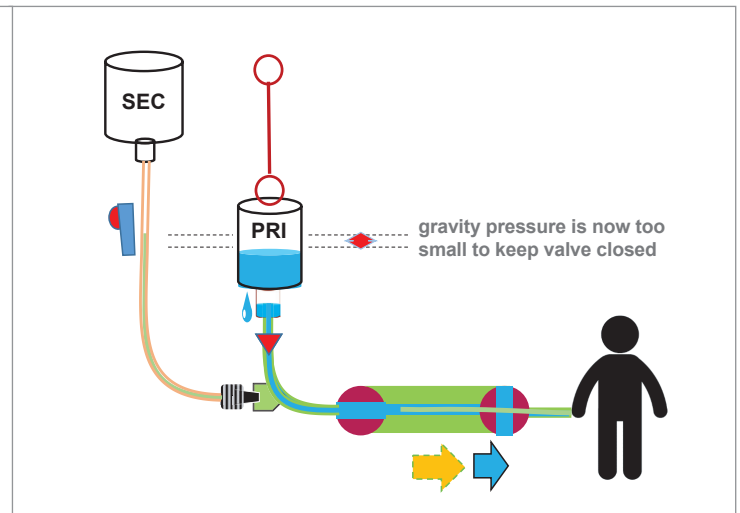 SEC
PRI
gravity pressure is now too
small to keep valve closed